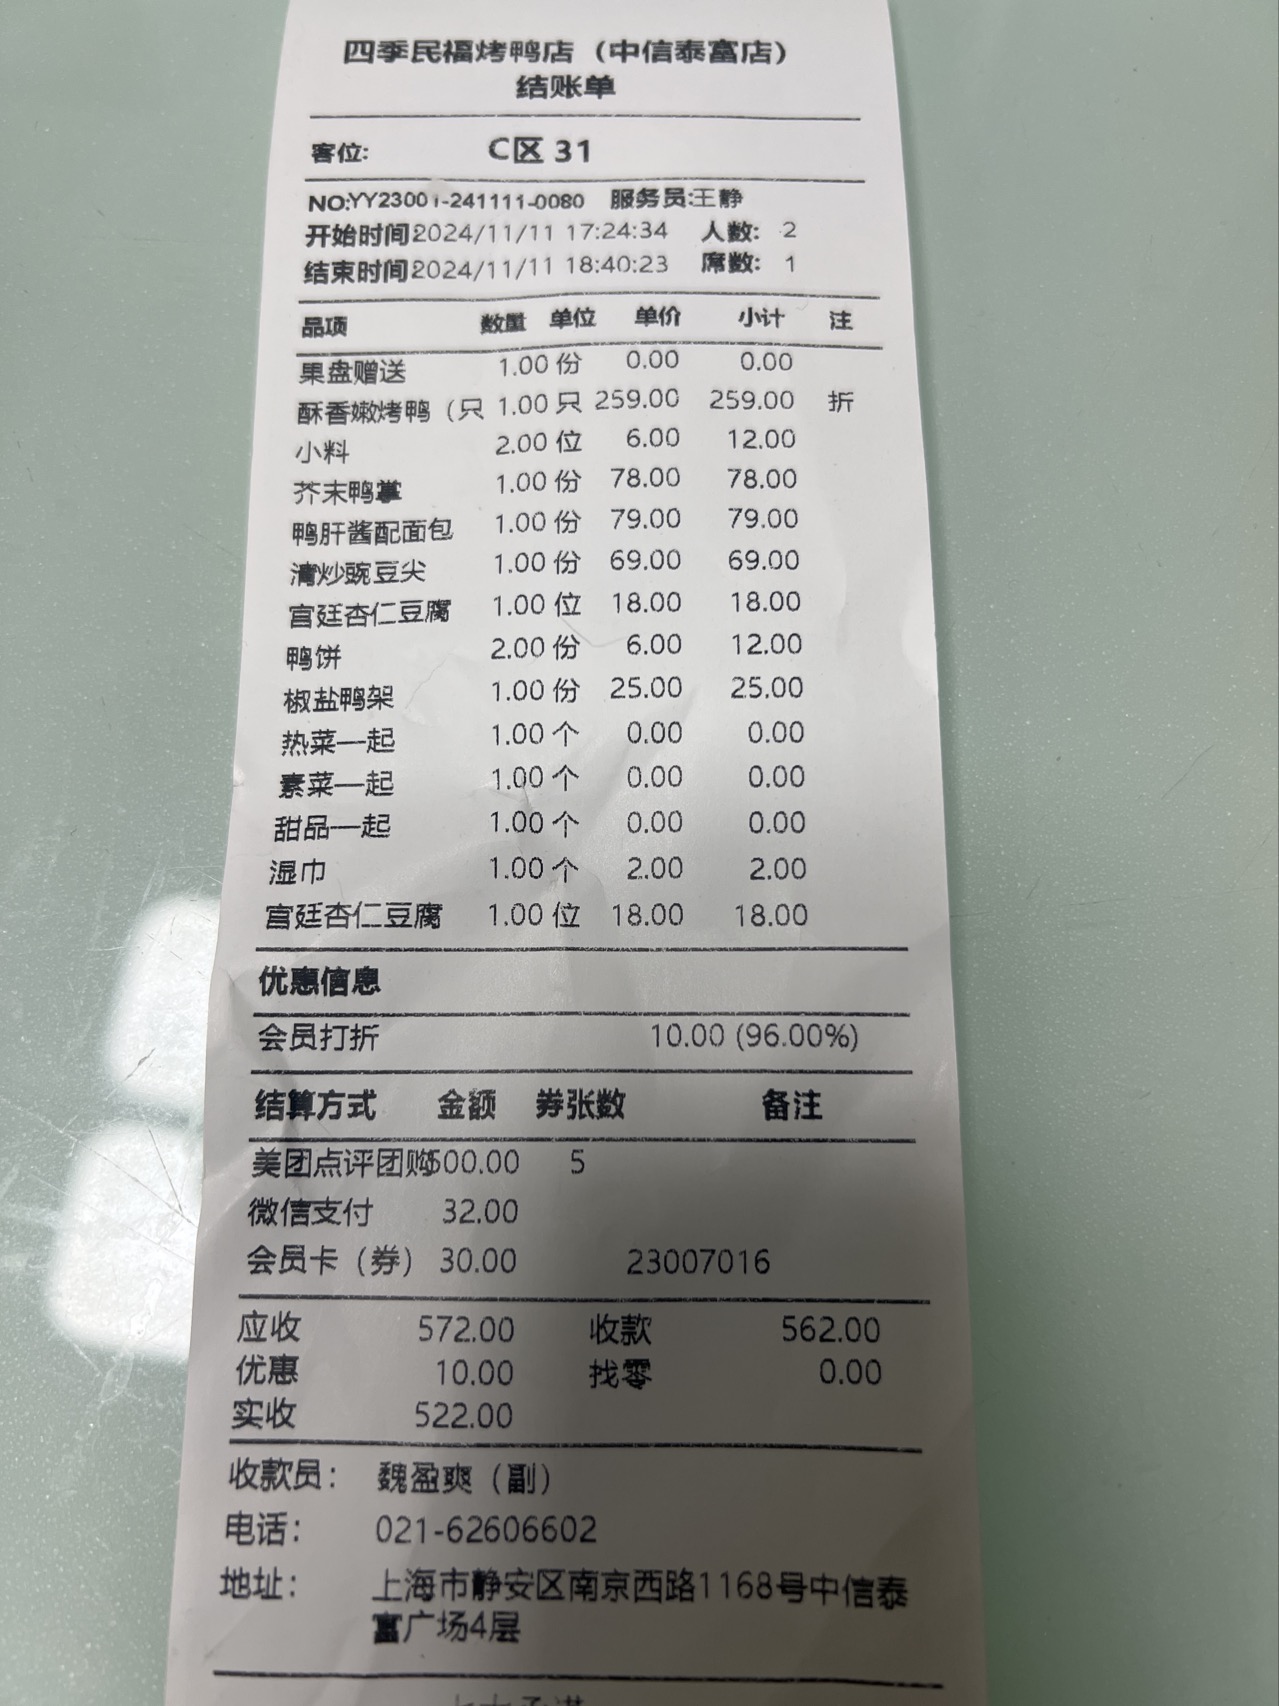 四季民福烤鸭店（中信泰富店）
结账单
客位: C区 31
NO:YY23001-241111-0080 服务员:王静
开始时间2024/11/11 17:24:34 人数: 2
结束时间2024/11/11 18:40:23 席数: 1
品项 数量 单位 单价 小计 注
果盘赠送 1.00 份 0.00 0.00
酥香嫩烤鸭（只 1.00 只 259.00 259.00 折
小料 2.00 位 6.00 12.00
芥末鸭掌 1.00 份 78.00 78.00
鸭肝酱配面包 1.00 份 79.00 79.00
清炒豌豆尖 1.00 份 69.00 69.00
宫廷杏仁豆腐 1.00 位 18.00 18.00
鸭饼 2.00 份 6.00 12.00
椒盐鸭架 1.00 份 25.00 25.00
热菜一起 1.00 个 0.00 0.00
素菜一起 1.00 个 0.00 0.00
甜品一起 1.00 个 0.00 0.00
湿巾 1.00 个 2.00 2.00
宫廷杏仁豆腐 1.00 位 18.00 18.00
优惠信息
会员打折 10.00 (96.00%)
结算方式 金额 券张数 备注
美团点评团购500.00 5
微信支付 32.00
会员卡（券） 30.00 23007016
应收 572.00 收款 562.00
优惠 10.00 找零 0.00
实收 522.00
收款员： 魏盈爽（副）
电话： 021-62606602
地址： 上海市静安区南京西路1168号中信泰
富广场4层